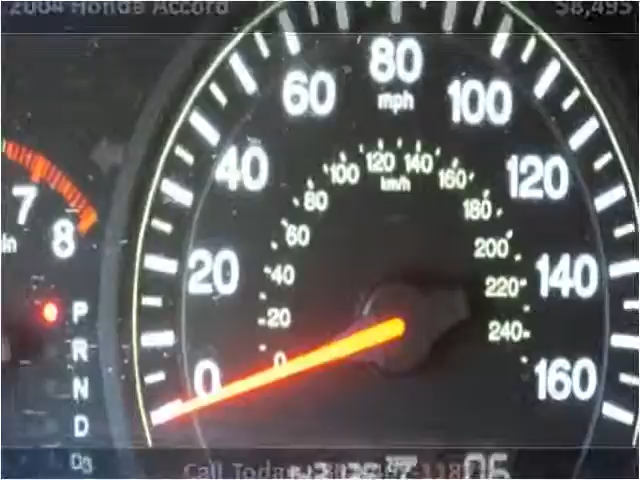 2004 Honda Accord $8,495
80
mph
60 100
40 120
20 140
0 160
120 140
100 km/h 160
80 180
60 200
40 220
20 240
0
7
8
in
P
R
N
D
D3
Call Today